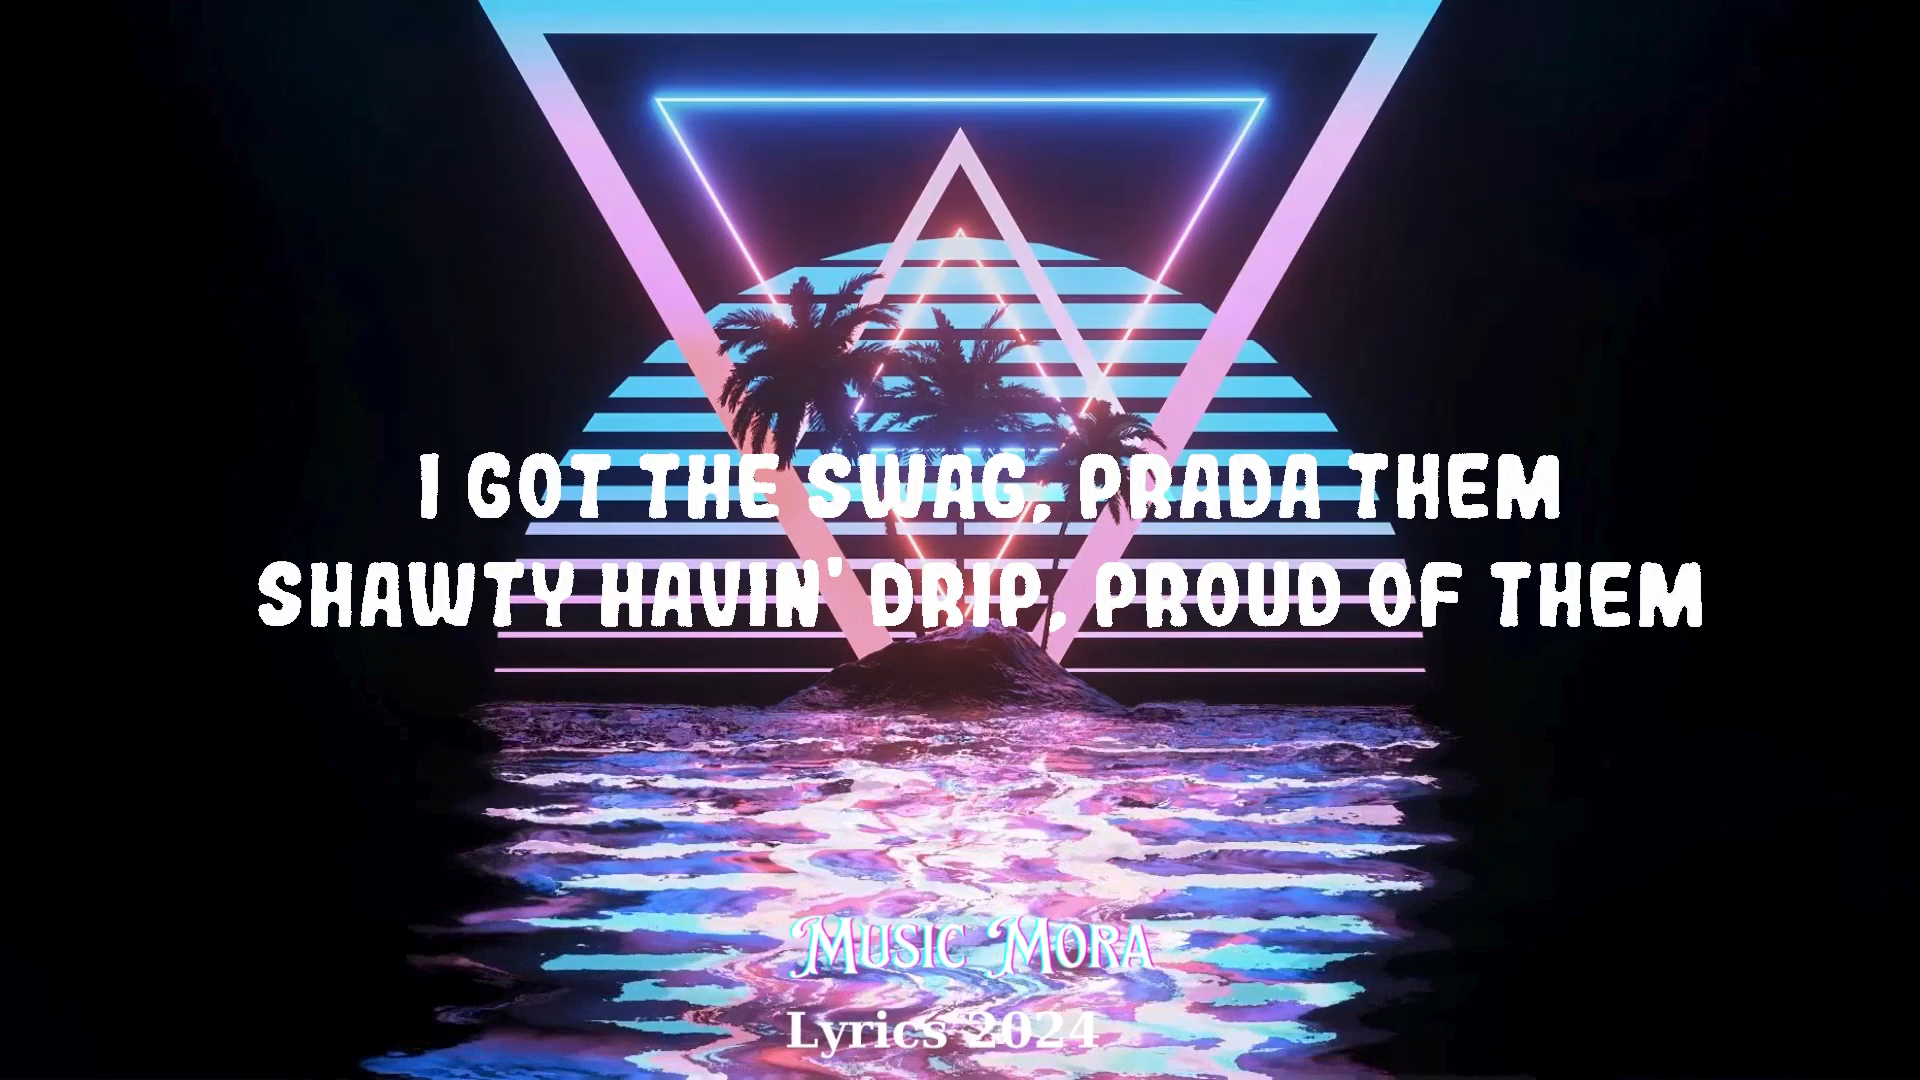 I GOT THE SWAG, PRADA THEM
SHAWTY HAVIN' DRIP, PROUD OF THEM
MUSIC MORA
Lyrics 2024